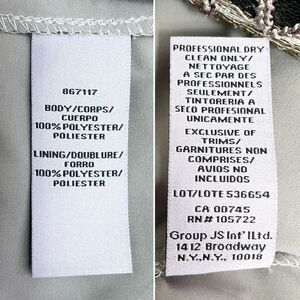 867117
BODY/CORPS/
CUERPO
100% POLYESTER/
POLIESTER
LINING/DOUBLURE/
FORRO
100% POLYESTER/
POLIESTER
PROFESSIONAL DRY
CLEAN ONLY/
NETTOYAGE
A SEC PAR DES
PROFESSIONNELS
SEULEMENT/
TINTORERIA A
SECO PROFESIONAL
UNICAMENTE
EXCLUSIVE OF
TRIMS/
GARNITURES NON
COMPRISES/
AVIOS NO
INCLUIDOS
LOT/LOTE 536654
CA 00745
RN# 105722
Group JS Int'lLtd.
1412 Broadway
N.Y., N.Y., 10018